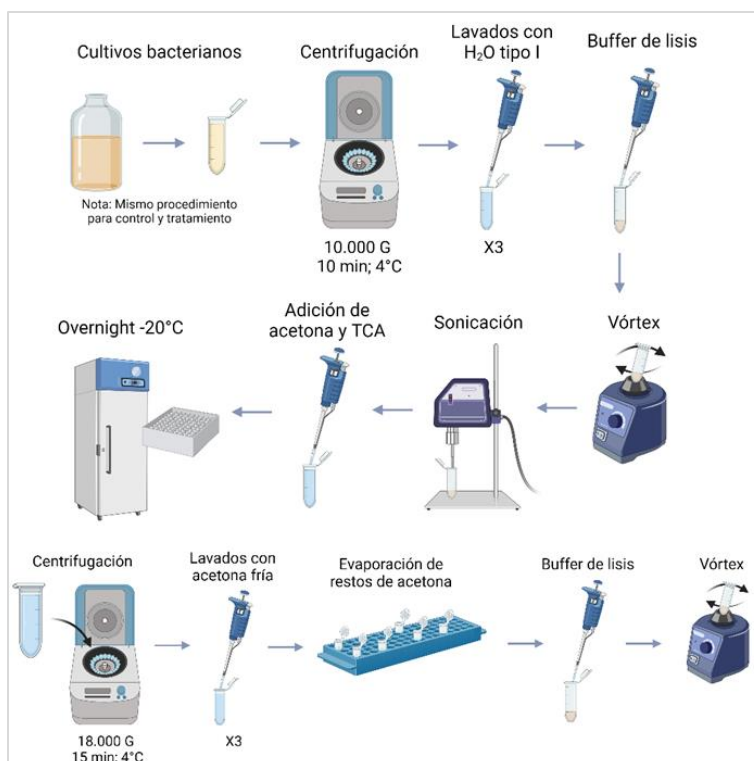 Cultivos bacterianos
Nota: Mismo procedimiento
para control y tratamiento
Centrifugación
10.000 G
10 min; 4°C
Lavados con
H₂O tipo I
X3
Buffer de lisis
Vórtex
Sonicación
Adición de
acetona y TCA
Overnight -20°C
Centrifugación
18.000 G
15 min; 4°C
Lavados con
acetona fría
X3
Evaporación de
restos de acetona
Buffer de lisis
Vórtex